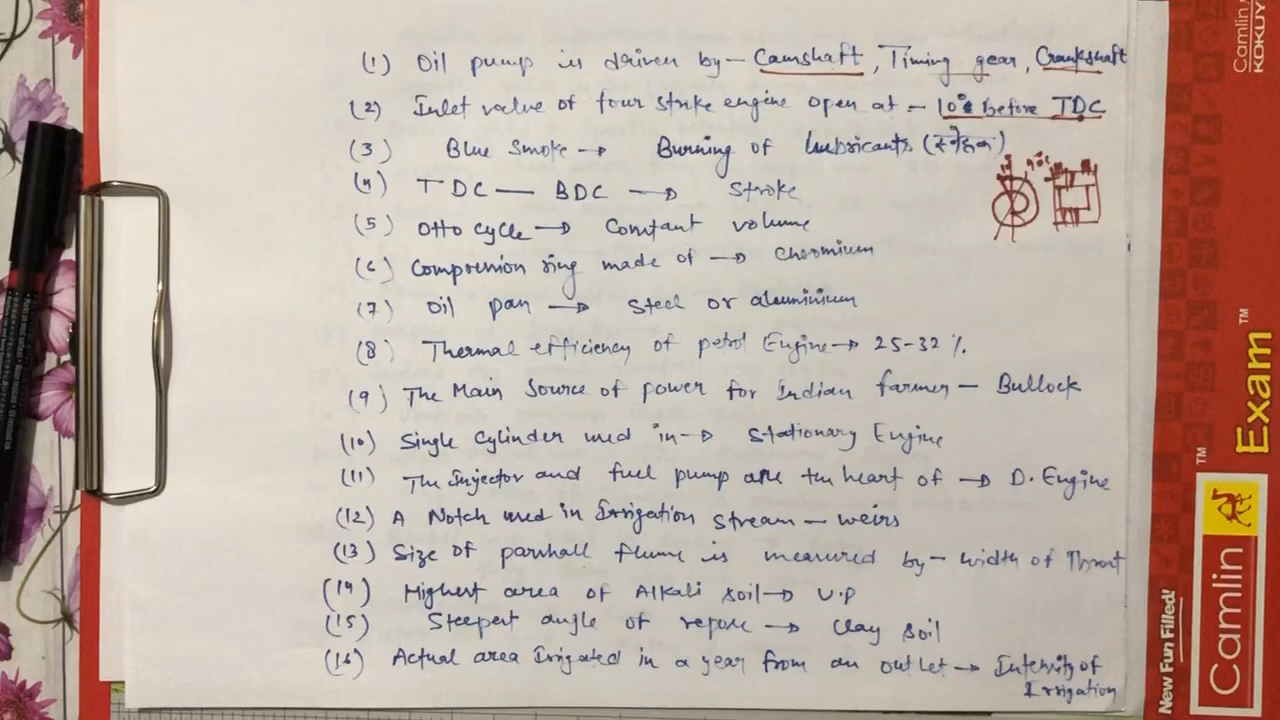 (1) Oil pump is driven by - Camshaft, Timing gear, Crankshaft
(2) Inlet valve of four stroke engine open at - 10° before TDC
(3) Blue Smoke → Burning of lubricants (स्नेहक)
(4) TDC — BDC → Stroke
(5) Otto cycle → Constant volume
(6) Compression ring made of → chromium
(7) Oil pan → Steel or aluminium
(8) Thermal efficiency of petrol Engine → 25-32 %.
(9) The Main Source of power for Indian farmer - Bullock
(10) Single Cylinder used in → Stationary Engine
(11) The Injector and fuel pump are the heart of → D. Engine
(12) A Notch used in Irrigation stream - weirs
(13) Size of parshall flume is measured by - width of Throat
(14) Highest area of Alkali soil → U.P
(15) Steepest angle of repose → Clay soil
(16) Actual area Irrigated in a year from an outlet → Intensity of
Irrigation
Camlin
KOKUYO
Exam™
Camlin™
New Fun Filled!